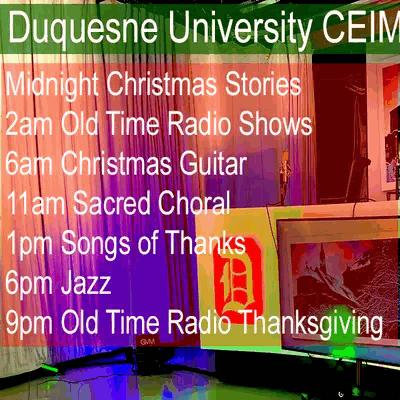 Duquesne University CEIM
Midnight Christmas Stories
2am Old Time Radio Shows
6am Christmas Guitar
11am Sacred Choral
1pm Songs of Thanks
6pm Jazz
9pm Old Time Radio Thanksgiving
D
GVM